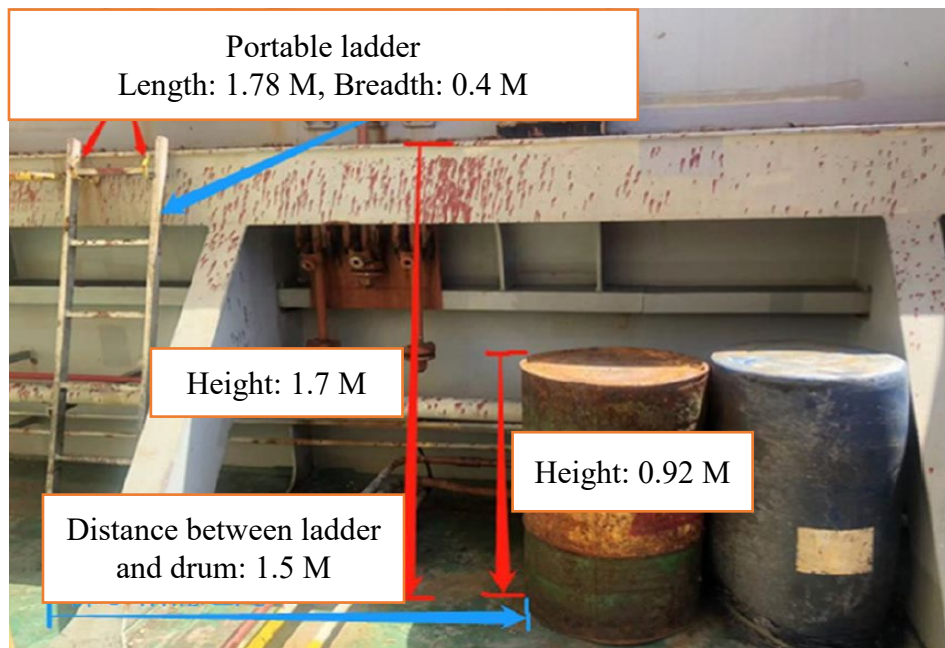 Portable ladder
Length: 1.78 M, Breadth: 0.4 M
Height: 1.7 M
Height: 0.92 M
Distance between ladder
and drum: 1.5 M